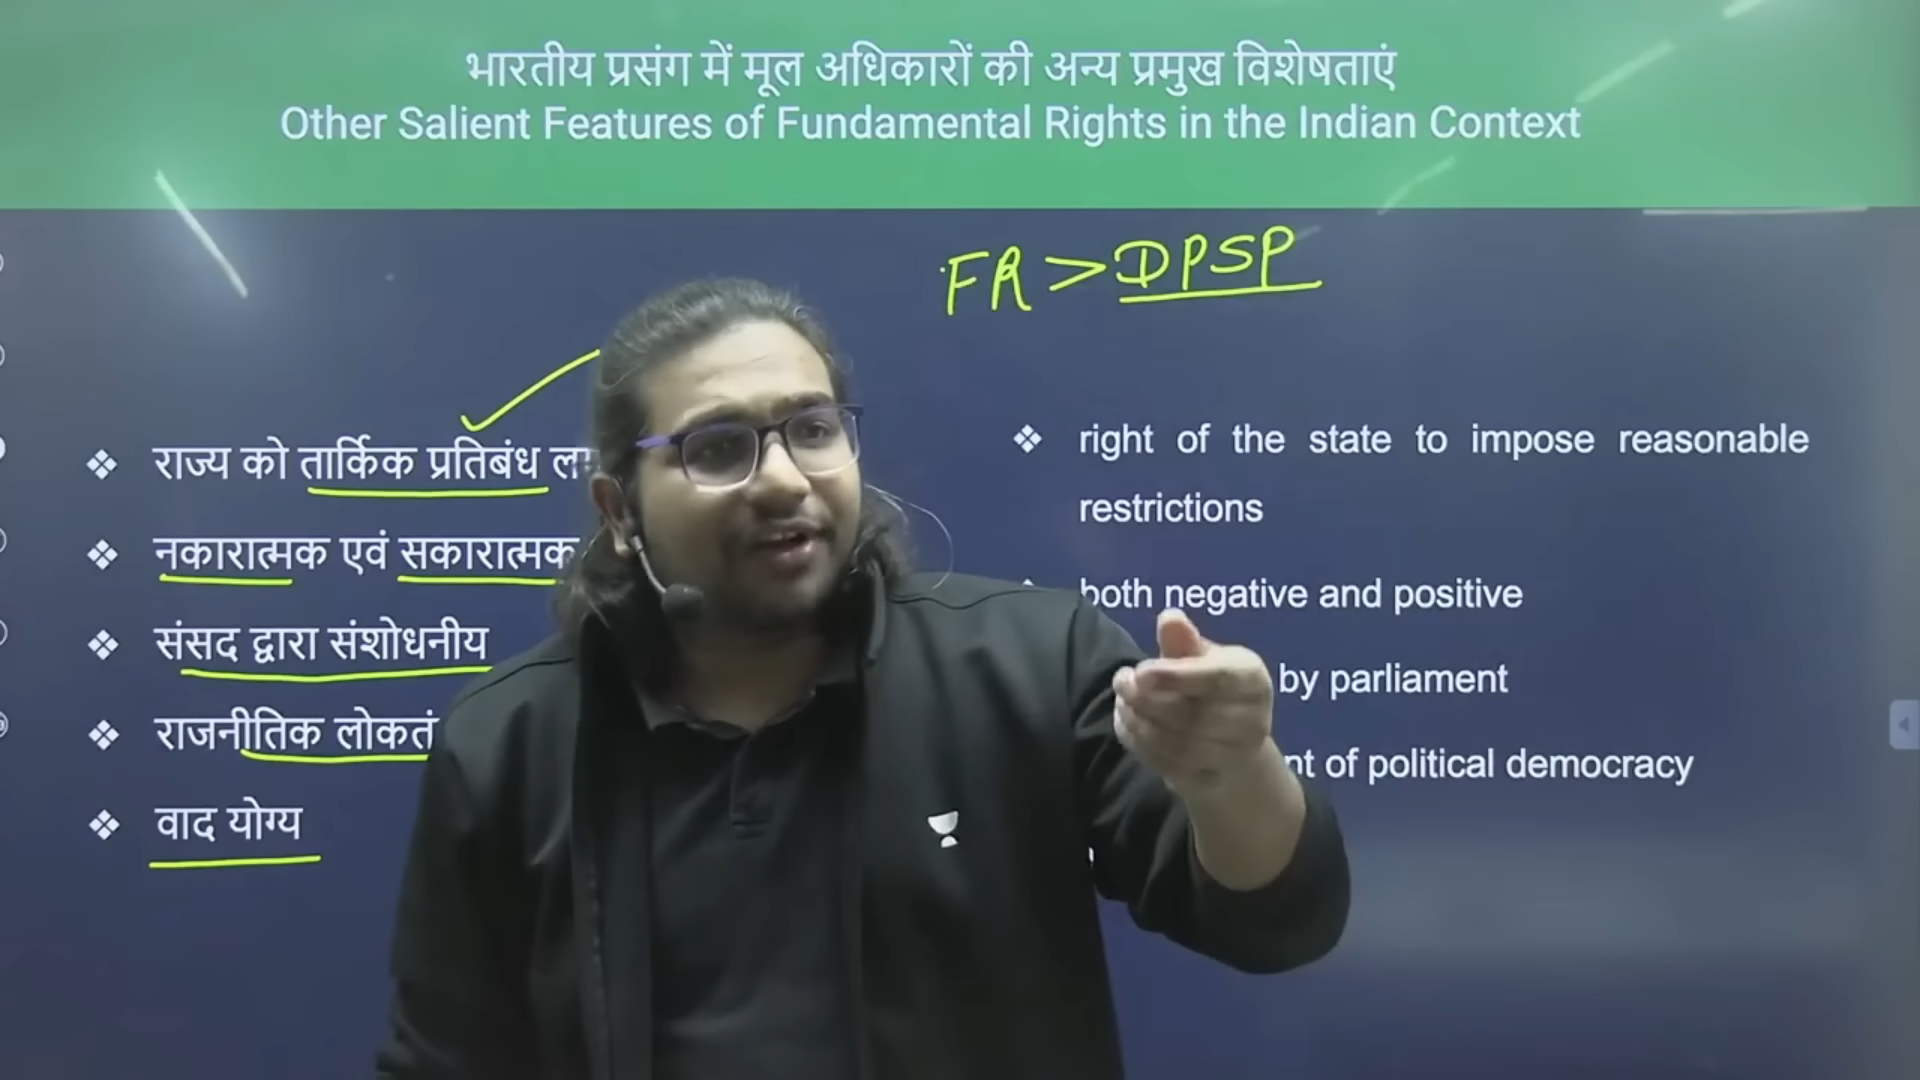 भारतीय प्रसंग में मूल अधिकारों की अन्य प्रमुख विशेषताएं
Other Salient Features of Fundamental Rights in the Indian Context
FR > DPSP
राज्य को तार्किक प्रतिबंध
नकारात्मक एवं सकारात्मक
संसद द्वारा संशोधनीय
राजनीतिक
वाद योग्य
right of the state to impose reasonable
restrictions
both negative and positive
by parliament
of political democracy